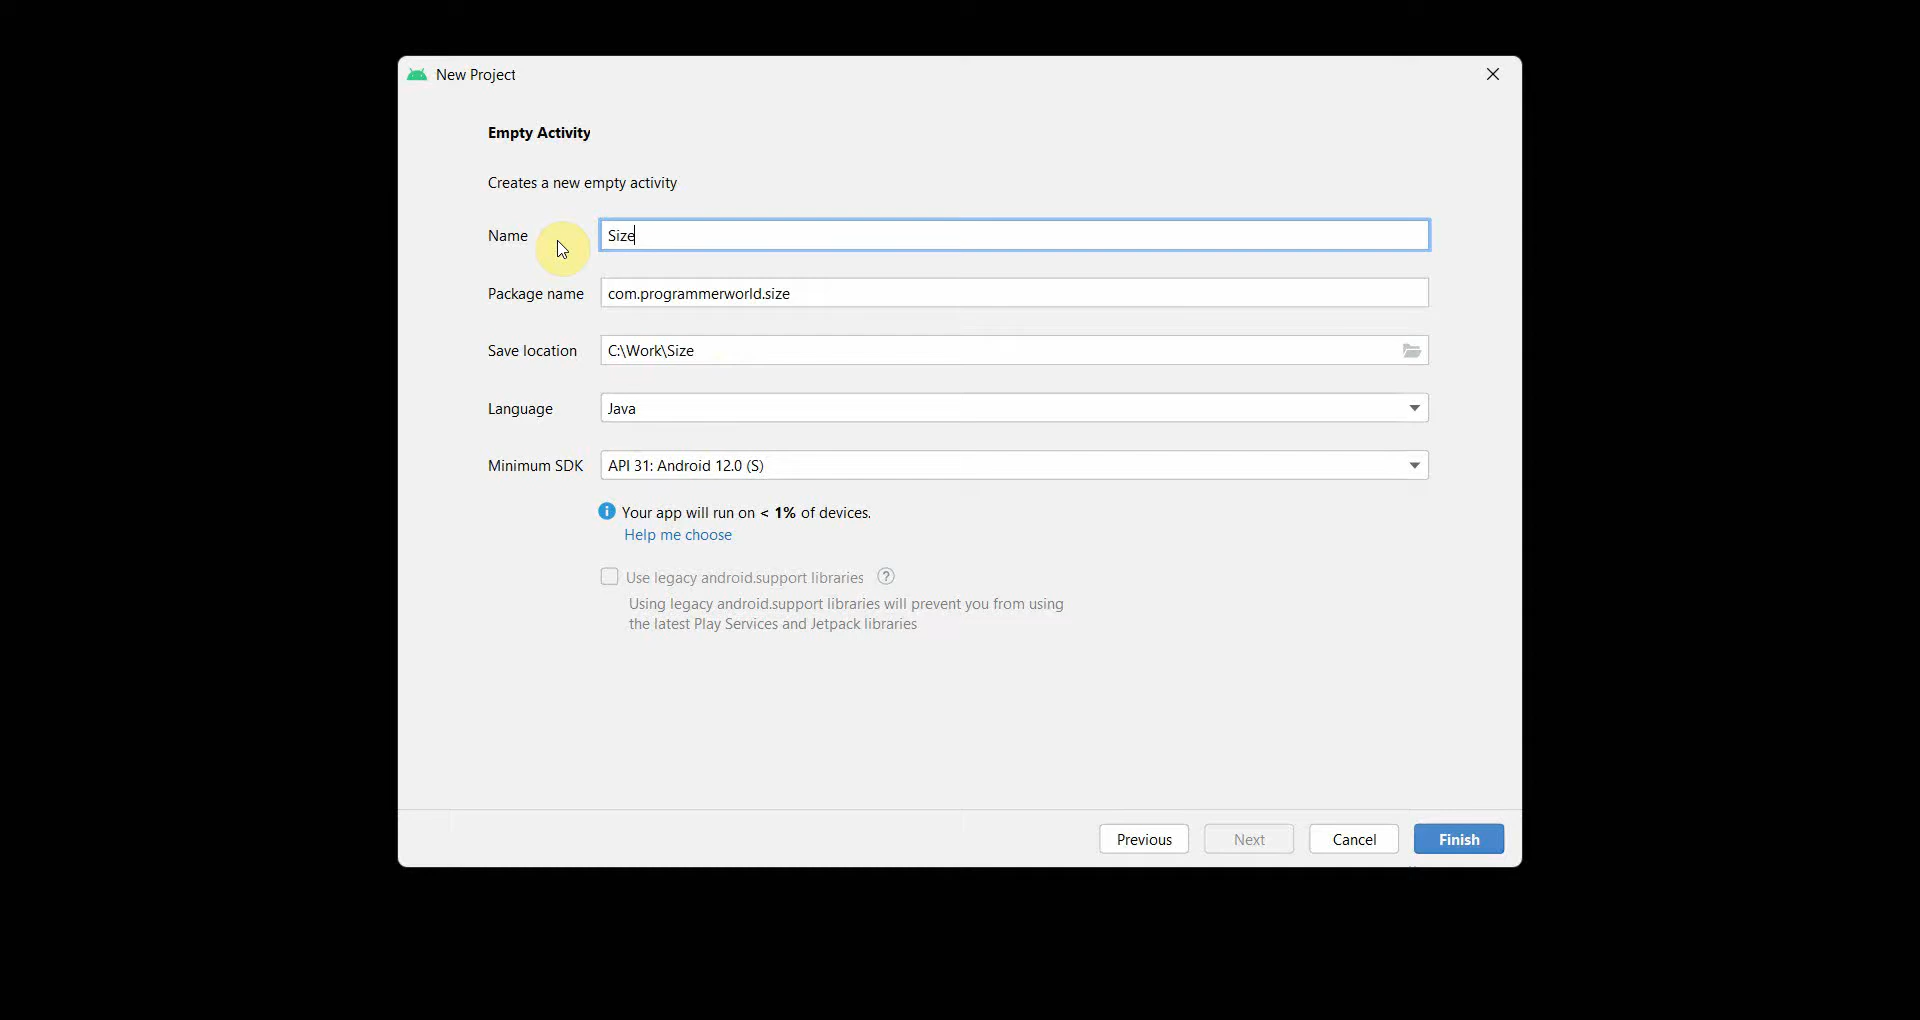 New Project
Empty Activity
Creates a new empty activity
Name Size
Package name com.programmerworld.size
Save location C:\Work\Size
Language Java
Minimum SDK API 31: Android 12.0 (S)
Your app will run on < 1% of devices.
Help me choose
Use legacy android.support libraries ?
Using legacy android.support libraries will prevent you from using
the latest Play Services and Jetpack libraries
Previous Next Cancel Finish